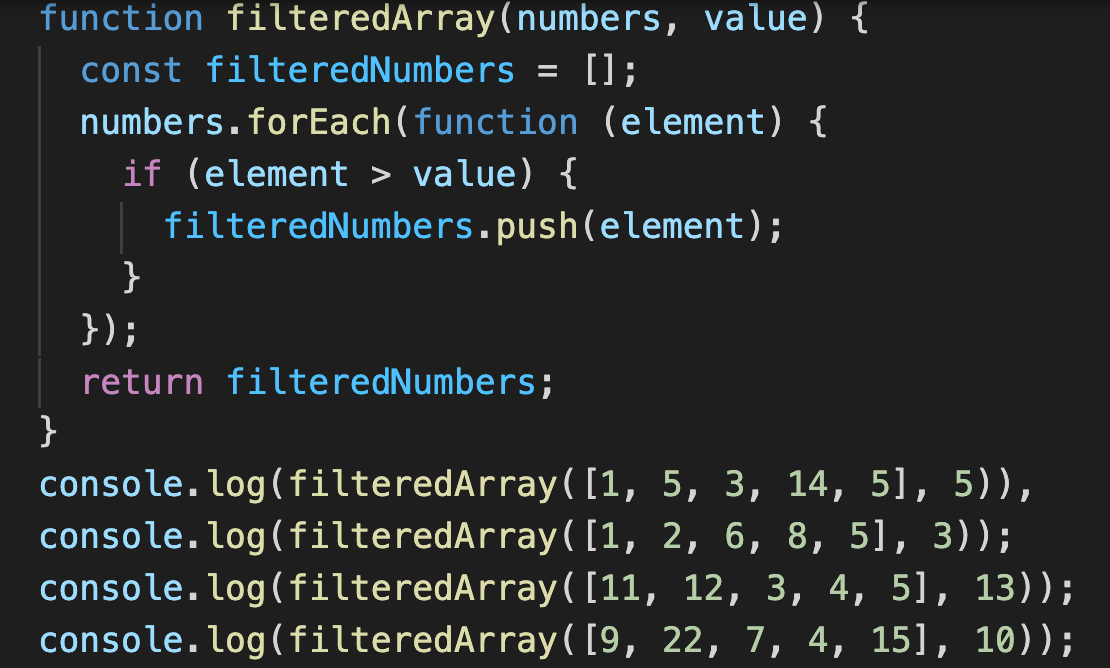 function filteredArray(numbers, value) {
  const filteredNumbers = [];
  numbers.forEach(function (element) {
    if (element > value) {
      filteredNumbers.push(element);
    }
  });
  return filteredNumbers;
}
console.log(filteredArray([1, 5, 3, 14, 5], 5)),
console.log(filteredArray([1, 2, 6, 8, 5], 3));
console.log(filteredArray([11, 12, 3, 4, 5], 13));
console.log(filteredArray([9, 22, 7, 4, 15], 10));